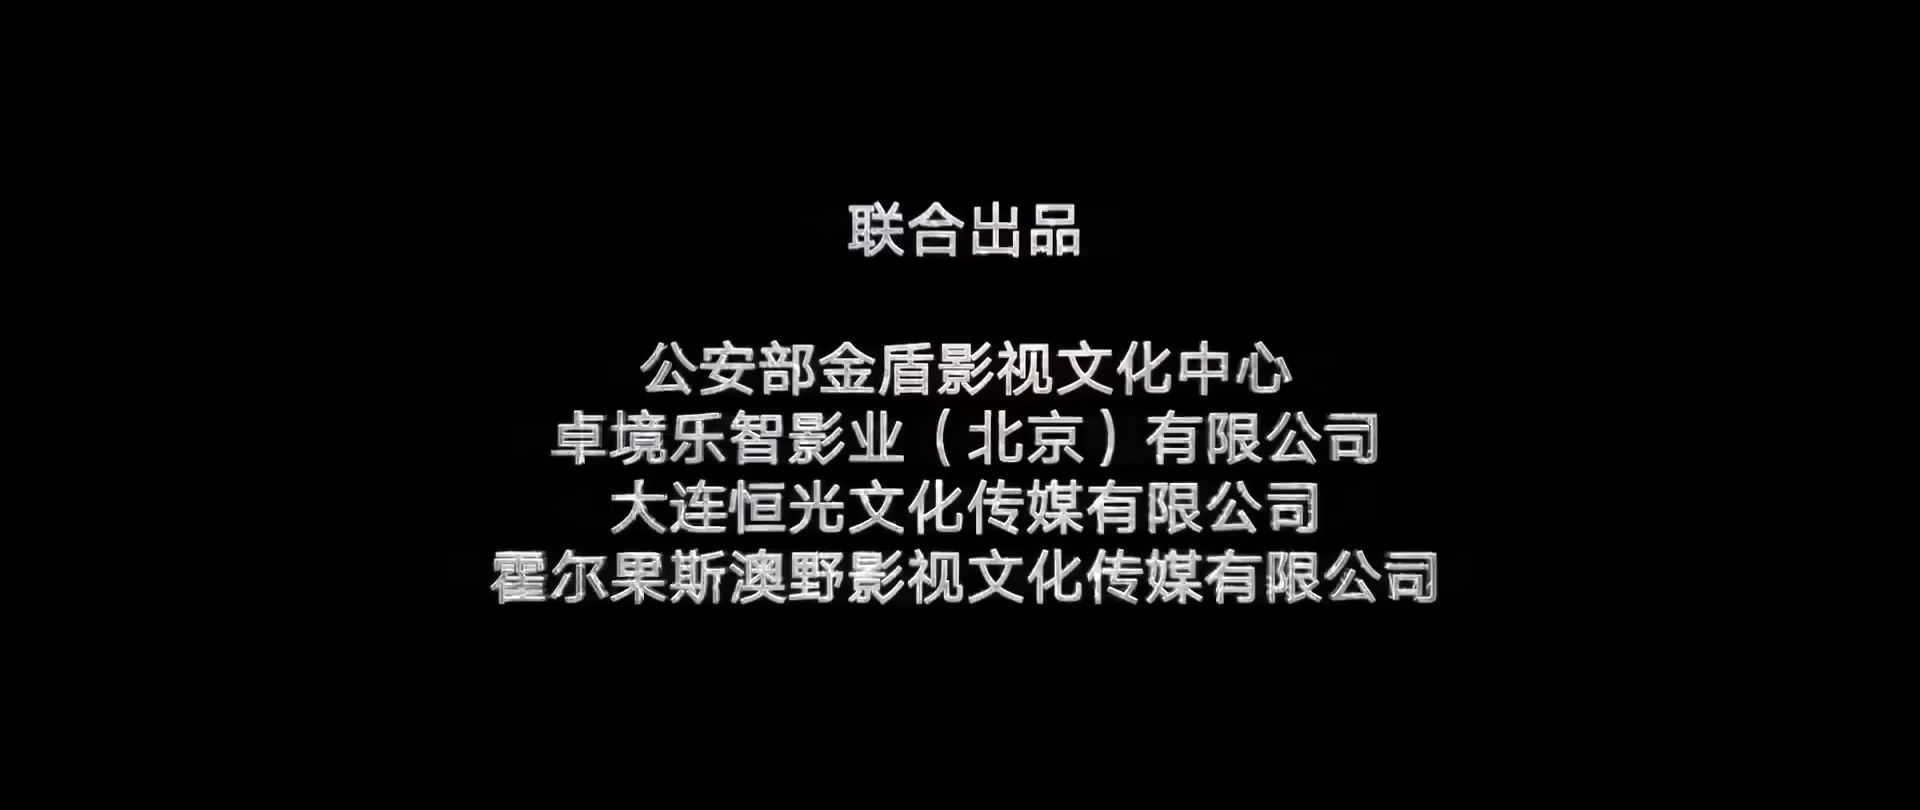 联合出品
公安部金盾影视文化中心
卓境乐智影业（北京）有限公司
大连恒光文化传媒有限公司
霍尔果斯澳野影视文化传媒有限公司